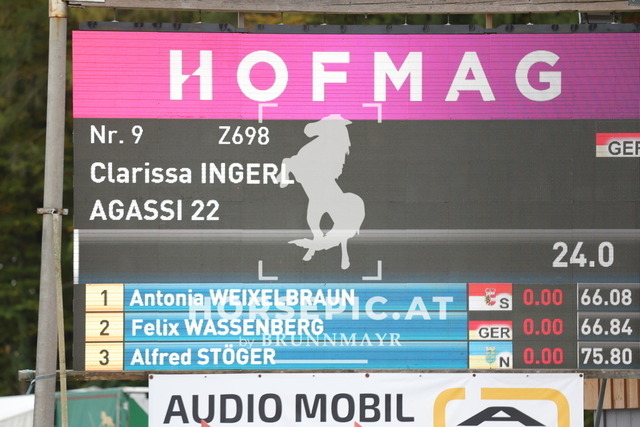 HOFMAG
Nr. 9 Z698
GER
Clarissa INGERL
AGASSI 22
24.0
1 Antonia WEIXELBRAUN S 0.00 66.08
HORSEPIC.AT
2 Felix WASSENBERG GER 0.00 66.84
by BRUNNMAYR
3 Alfred STÖGER N 0.00 75.80
AUDIO MOBIL